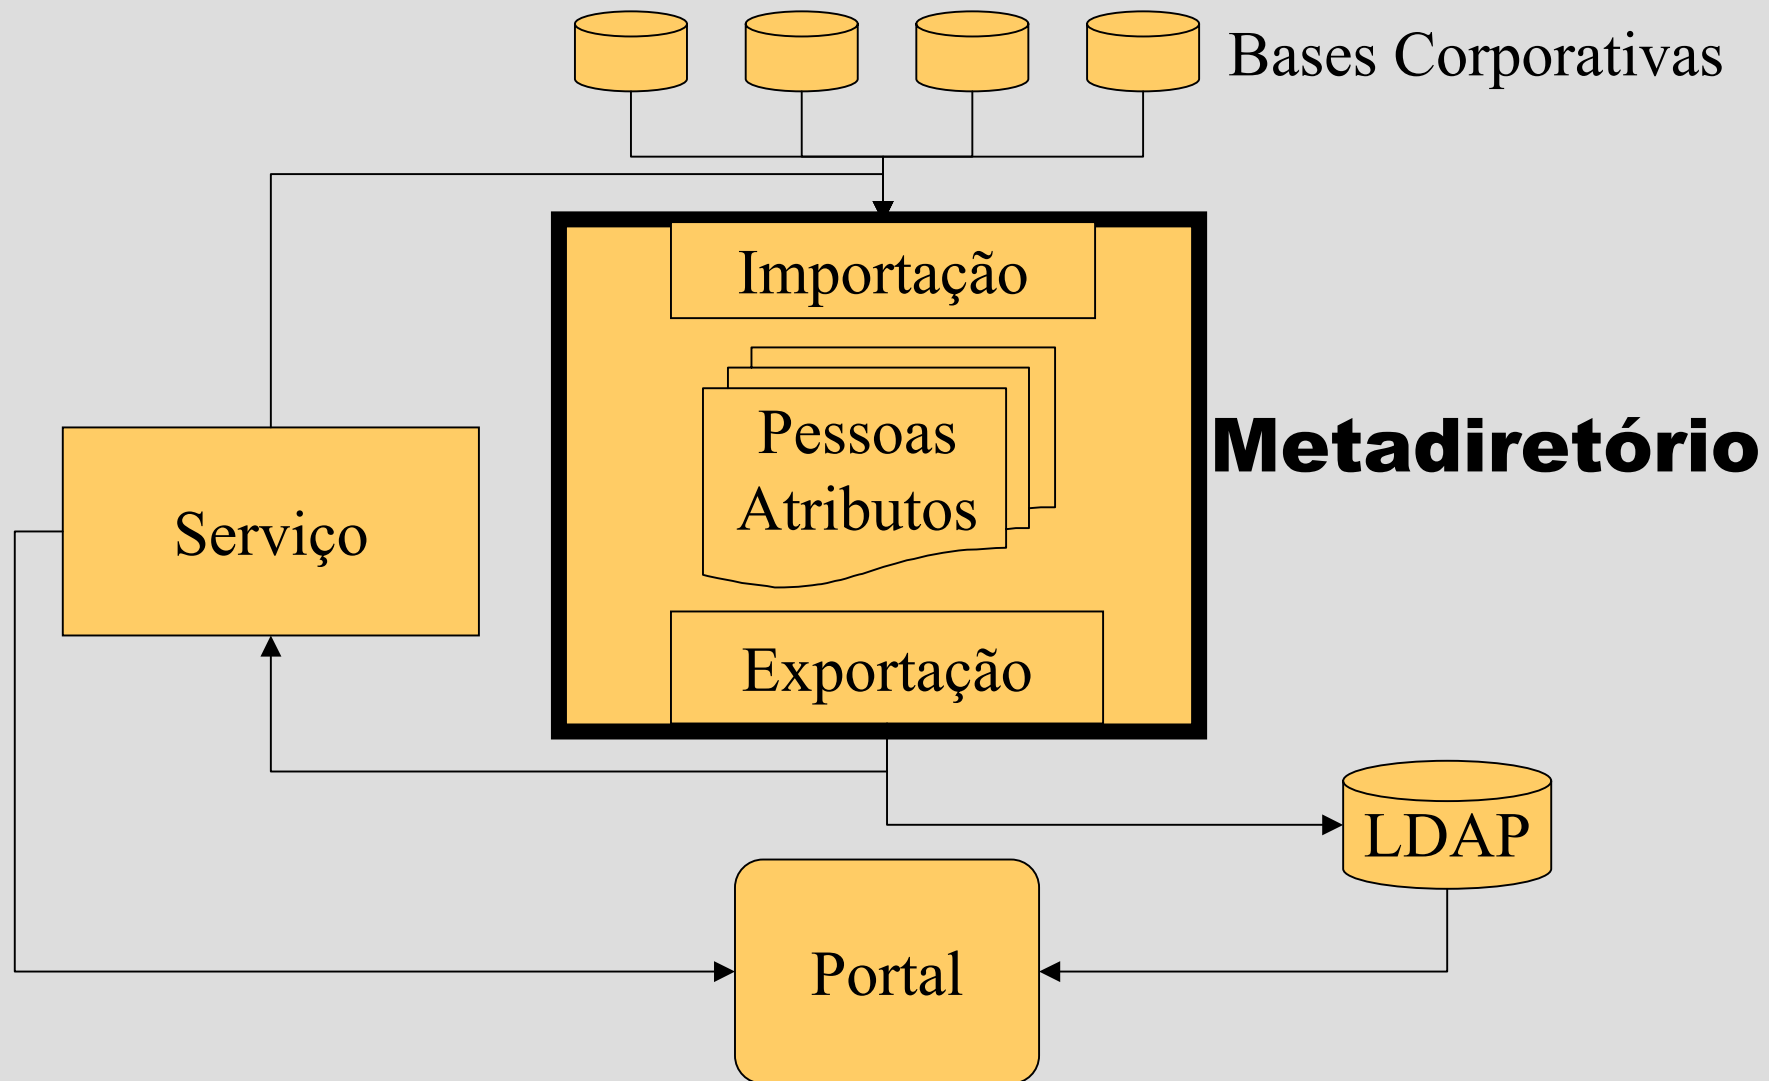 Bases Corporativas
Importação
Pessoas
Atributos
Metadiretório
Serviço
Exportação
LDAP
Portal